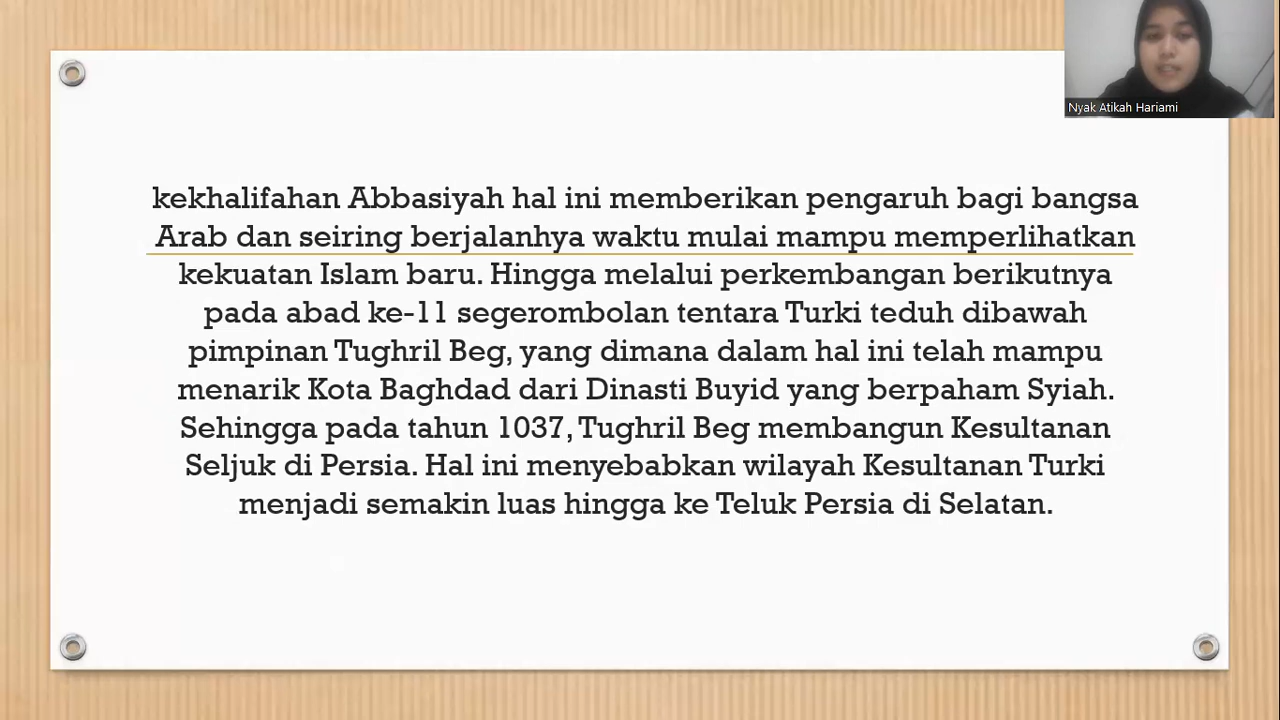 Nyak Atikah Hariami
kekhalifahan Abbasiyah hal ini memberikan pengaruh bagi bangsa
Arab dan seiring berjalanhya waktu mulai mampu memperlihatkan
kekuatan Islam baru. Hingga melalui perkembangan berikutnya
pada abad ke-11 segerombolan tentara Turki teduh dibawah
pimpinan Tughril Beg, yang dimana dalam hal ini telah mampu
menarik Kota Baghdad dari Dinasti Buyid yang berpaham Syiah.
Sehingga pada tahun 1037, Tughril Beg membangun Kesultanan
Seljuk di Persia. Hal ini menyebabkan wilayah Kesultanan Turki
menjadi semakin luas hingga ke Teluk Persia di Selatan.